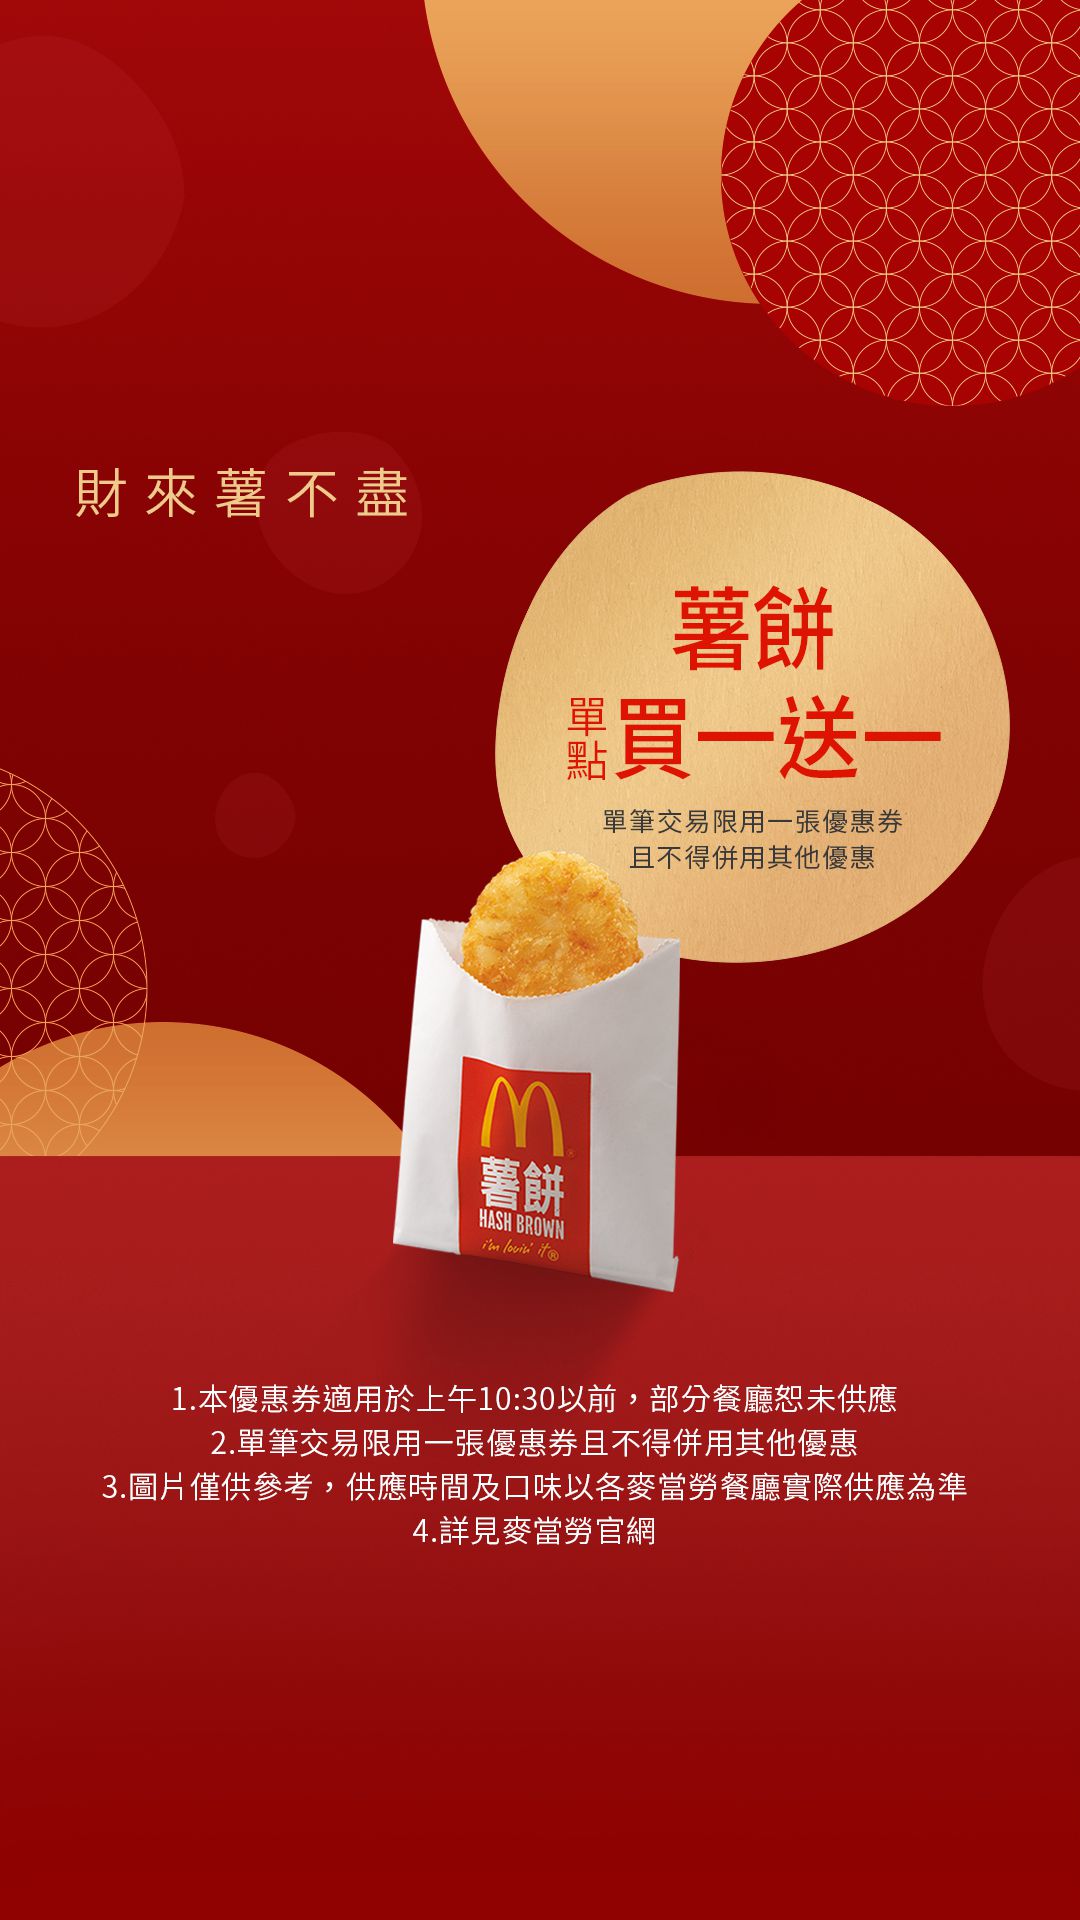 財來薯不盡
薯餅
單點買一送一
單筆交易限用一張優惠券
且不得併用其他優惠
薯餅
HASH BROWN
i'm lovin' it®
1.本優惠券適用於上午10:30以前，部分餐廳恕未供應
2.單筆交易限用一張優惠券且不得併用其他優惠
3.圖片僅供參考，供應時間及口味以各麥當勞餐廳實際供應為準
4.詳見麥當勞官網